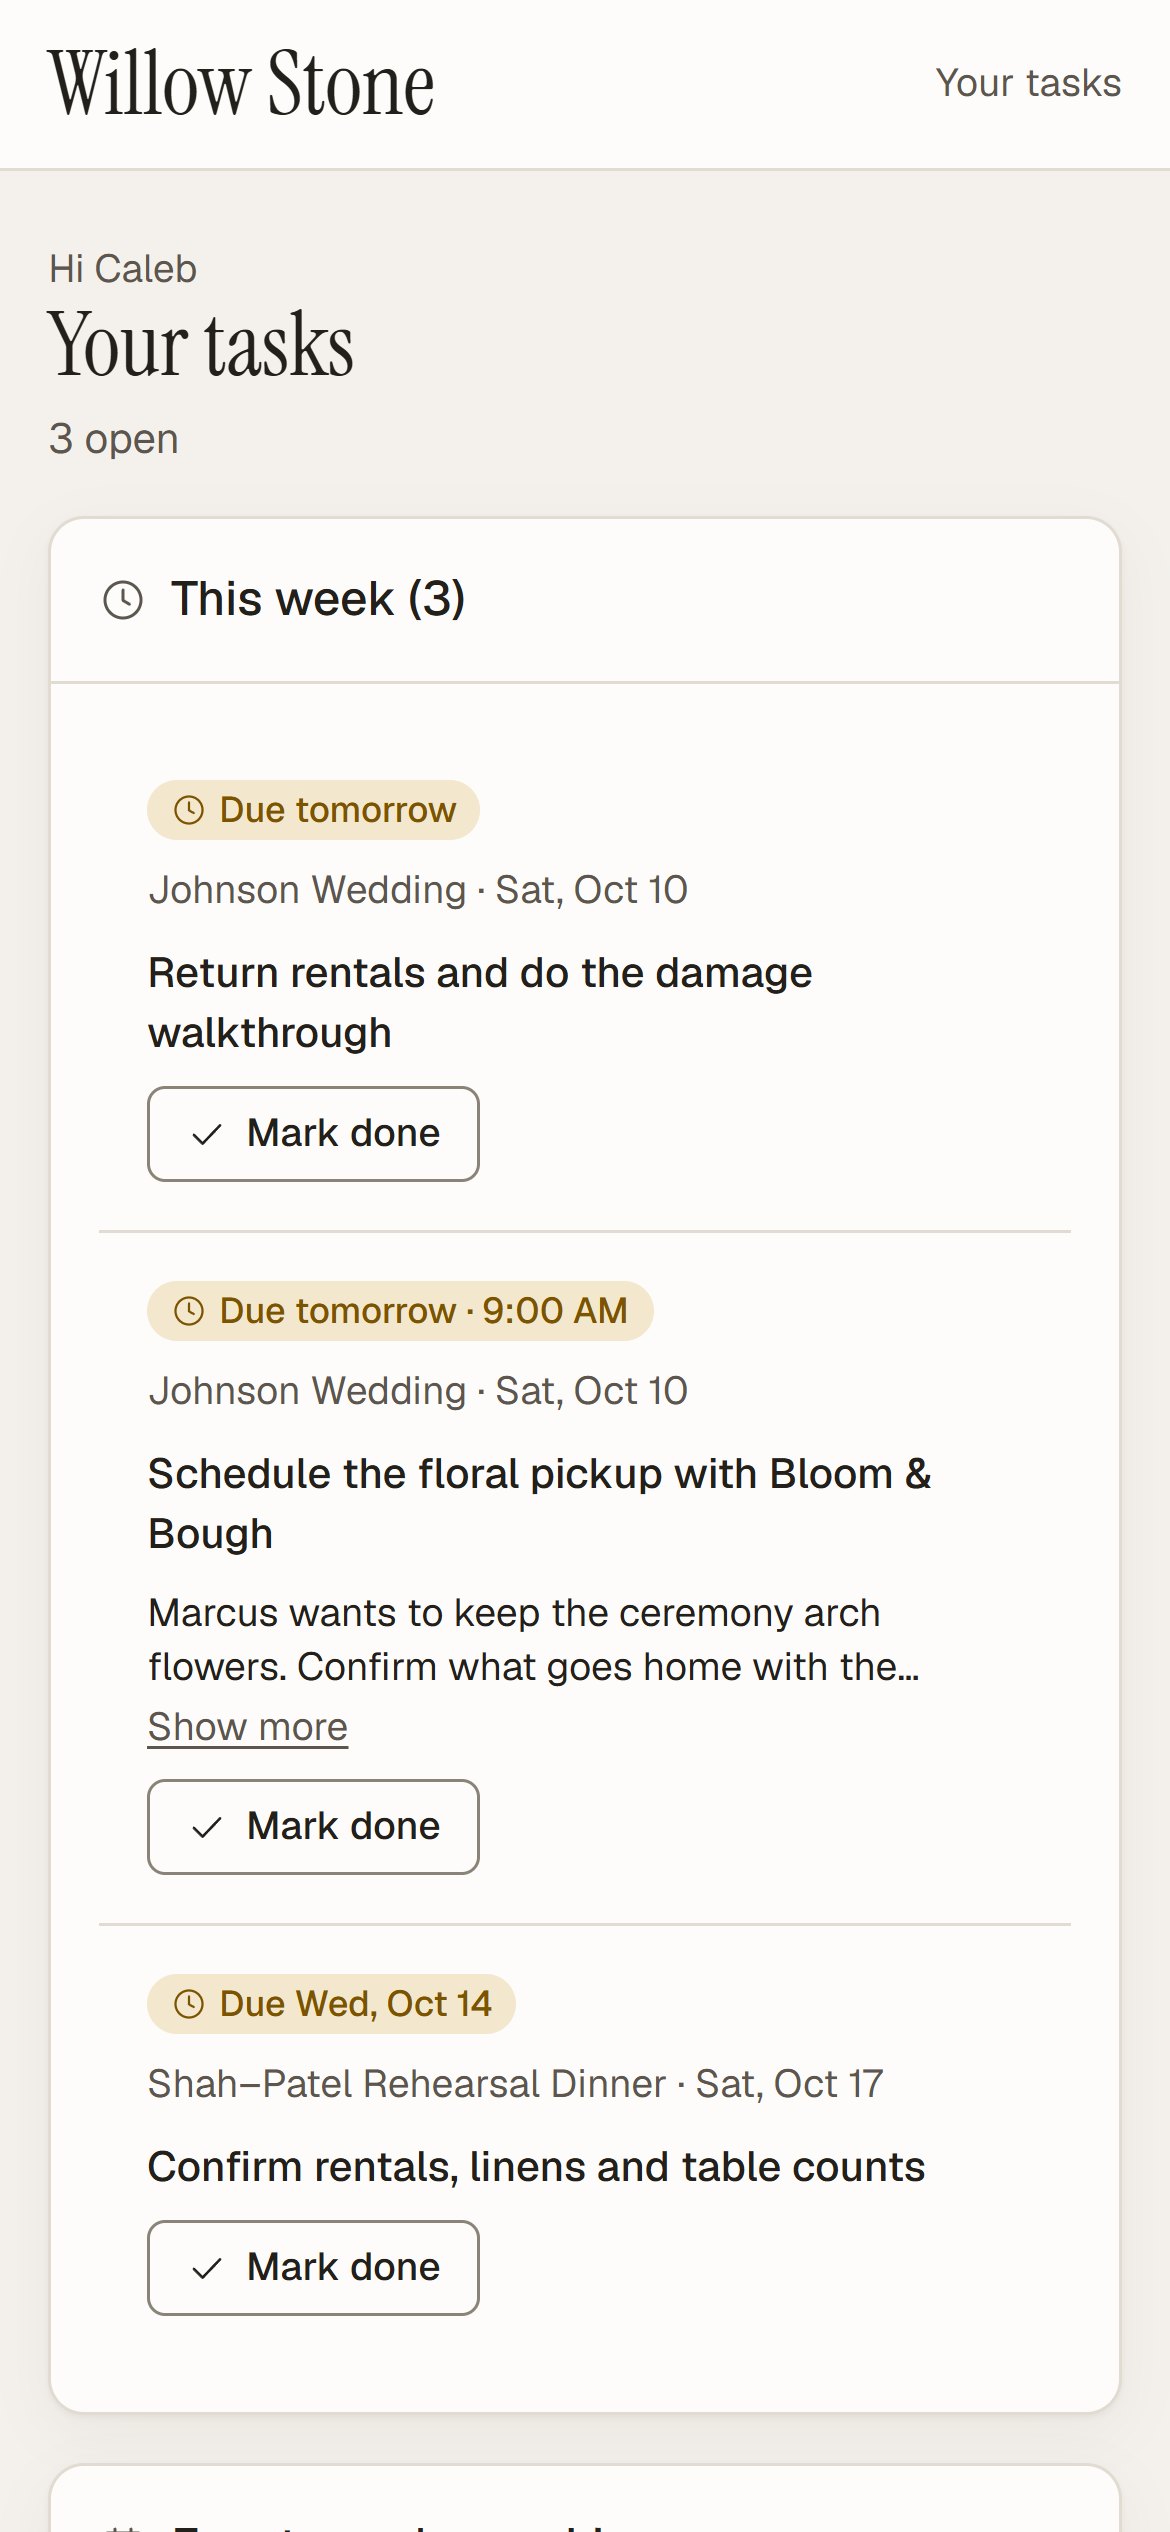 Willow Stone
Your tasks
Hi Caleb
Your tasks
3 open
This week (3)
Due tomorrow
Johnson Wedding · Sat, Oct 10
Return rentals and do the damage
walkthrough
Mark done
Due tomorrow · 9:00 AM
Johnson Wedding · Sat, Oct 10
Schedule the floral pickup with Bloom &
Bough
Marcus wants to keep the ceremony arch
flowers. Confirm what goes home with the…
Show more
Mark done
Due Wed, Oct 14
Shah–Patel Rehearsal Dinner · Sat, Oct 17
Confirm rentals, linens and table counts
Mark done